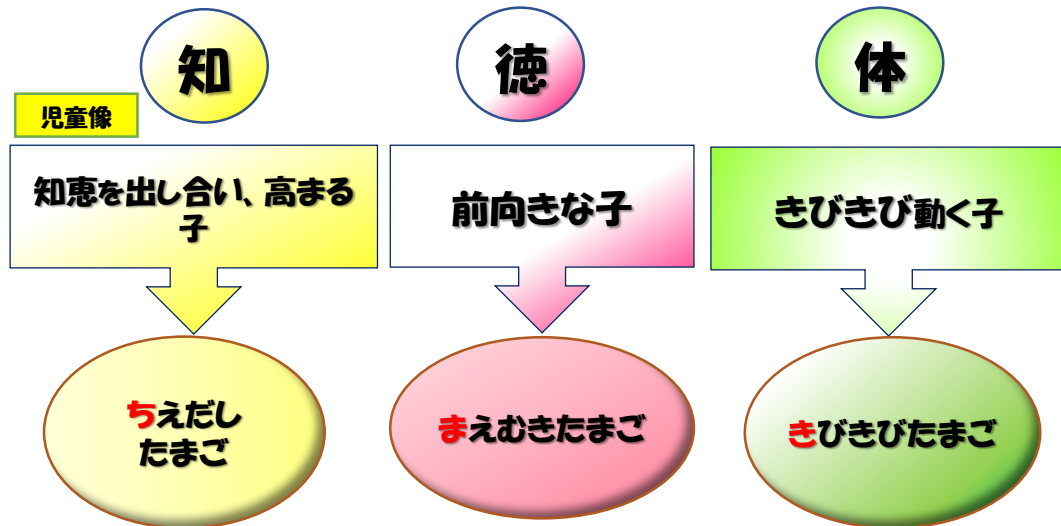 知
徳
体
児童像
知恵を出し合い、高まる
子
前向きな子
きびきび動く子
ちえだし
たまご
まえむきたまご
きびきびたまご